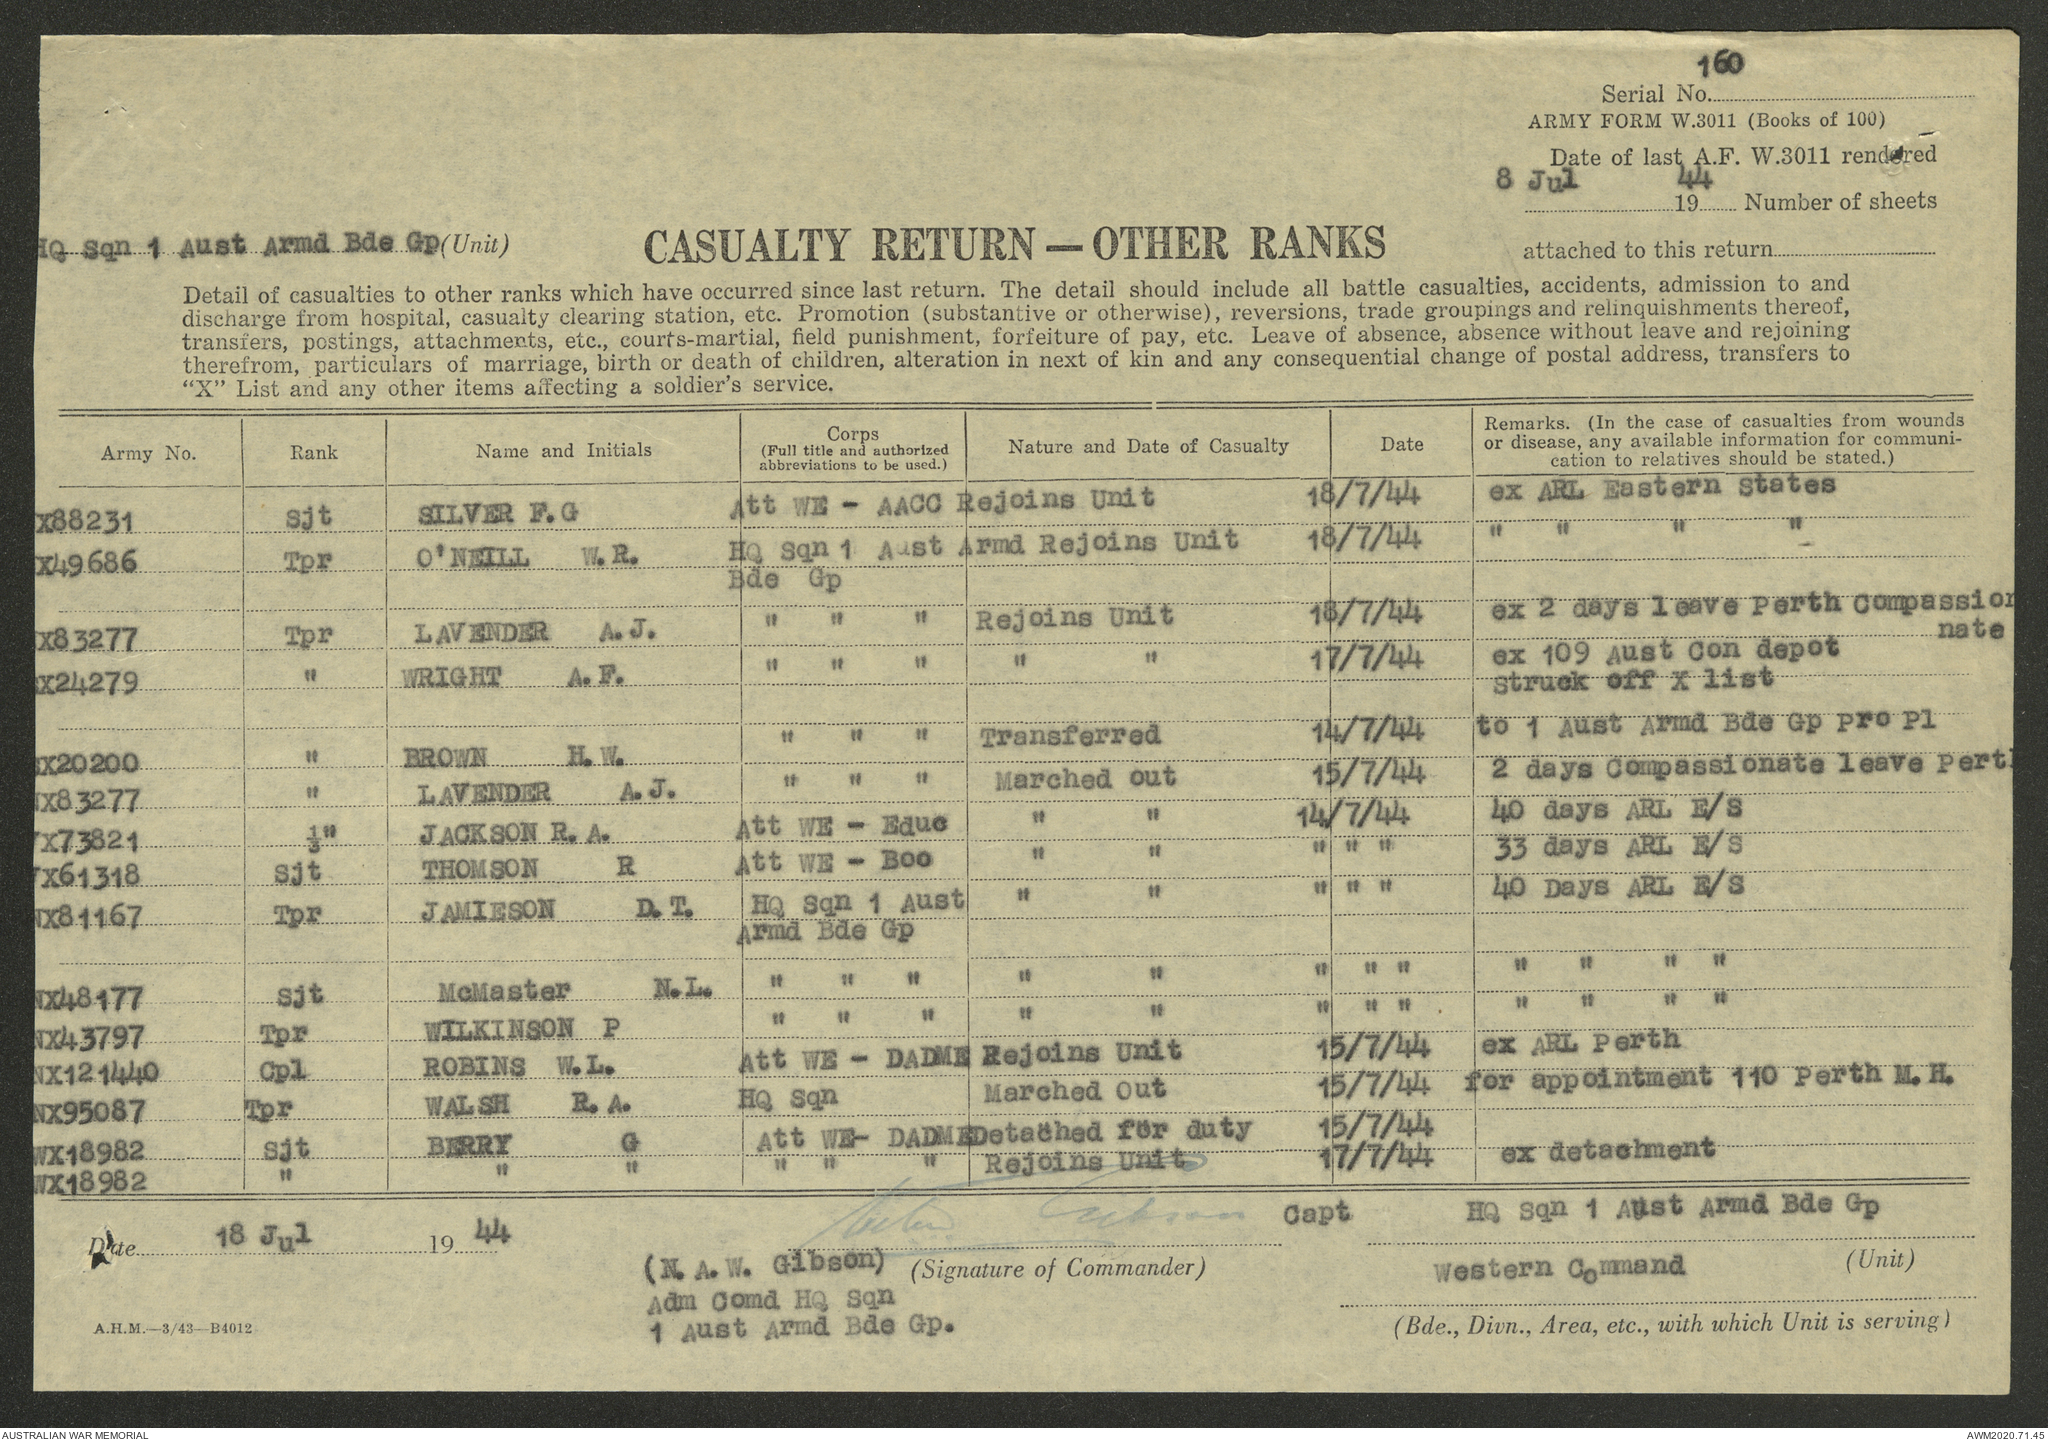 160
Serial No.
ARMY FORM W.3011 (Books of 100)
Date of last A.F. W.3011 rendered
8 Jul 44
19 Number of sheets
HQ Sqn 1 Aust Armd Bde Gp (Unit) CASUALTY RETURN — OTHER RANKS attached to this return
Detail of casualties to other ranks which have occurred since last return. The detail should include all battle casualties, accidents, admission to and
discharge from hospital, casualty clearing station, etc. Promotion (substantive or otherwise), reversions, trade groupings and relinquishments thereof,
transfers, postings, attachments, etc., courts-martial, field punishment, forfeiture of pay, etc. Leave of absence, absence without leave and rejoining
therefrom, particulars of marriage, birth or death of children, alteration in next of kin and any consequential change of postal address, transfers to
"X" List and any other items affecting a soldier's service.
Army No. Rank Name and Initials Corps (Full title and authorized abbreviations to be used.) Nature and Date of Casualty Date Remarks. (In the case of casualties from wounds or disease, any available information for communication to relatives should be stated.)
X88231 Sjt SILVER F.G Att WE - AACC Rejoins Unit 18/7/44 ex ARL Eastern States
X49686 Tpr O'NEILL W.R. HQ Sqn 1 Aust Armd Rejoins Unit 18/7/44 " " " "
Bde Gp
X83277 Tpr LAVENDER A.J. " " " Rejoins Unit 18/7/44 ex 2 days leave Perth Compassion
nate
X24279 " WRIGHT A.F. " " " " " 17/7/44 ex 109 Aust Con depot
Struck off X list
X20200 " BROWN H.W. " " " Transferred 14/7/44 to 1 Aust Armd Bde Gp Pro Pl
X83277 " LAVENDER A.J. " " " Marched out 15/7/44 2 days Compassionate leave Perth
X73821 " JACKSON R.A. Att WE - Educ " " 14/7/44 40 days ARL E/S
X61318 Sjt THOMSON R Att WE - Boo " " " " " 33 days ARL E/S
NX81167 Tpr JAMIESON D.T. HQ Sqn 1 Aust " " " " " 40 Days ARL E/S
Armd Bde Gp
NX48177 Sjt McMaster N.L. " " " " " " " " " " " "
NX43797 Tpr WILKINSON P " " " " " " " " " " " "
NX121440 Cpl ROBINS W.L. Att WE - DADME Rejoins Unit 15/7/44 ex ARL Perth
NX95087 Tpr WALSH R.A. HQ Sqn Marched Out 15/7/44 for appointment 110 Perth M.H.
WX18982 Sjt BERRY G Att WE- DADME Detached for duty 15/7/44
WX18982 " " " " " " Rejoins Unit 17/7/44 ex detachment
Date 18 Jul 1944 Capt HQ Sqn 1 Aust Armd Bde Gp
(N.A.W. Gibson) (Signature of Commander) (Unit)
Western Command
Adm Comd HQ Sqn
1 Aust Armd Bde Gp.
A.H.M.—3/43—B4012 (Bde., Divn., Area, etc., with which Unit is serving)
AUSTRALIAN WAR MEMORIAL AWM2020.71.45